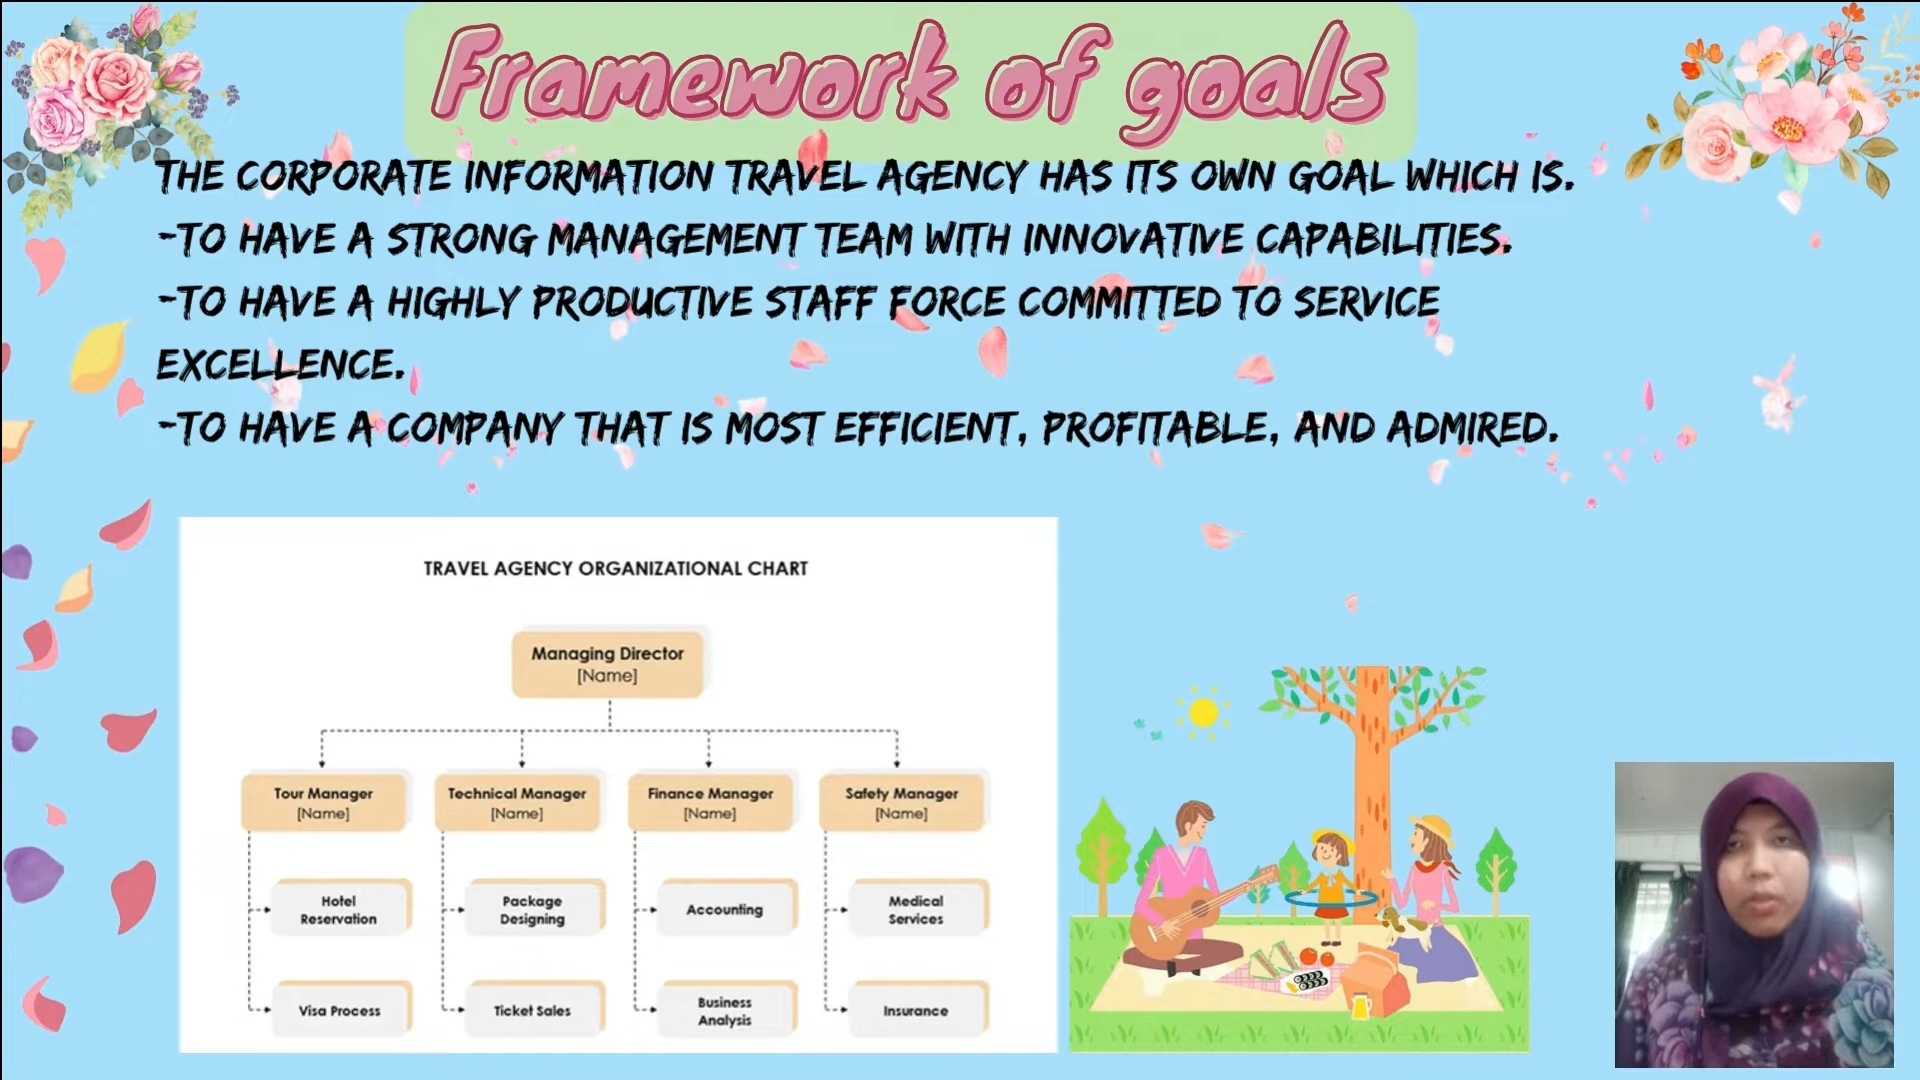 Framework of goals
THE CORPORATE INFORMATION TRAVEL AGENCY HAS ITS OWN GOAL WHICH IS.
-TO HAVE A STRONG MANAGEMENT TEAM WITH INNOVATIVE CAPABILITIES.
-TO HAVE A HIGHLY PRODUCTIVE STAFF FORCE COMMITTED TO SERVICE
EXCELLENCE.
-TO HAVE A COMPANY THAT IS MOST EFFICIENT, PROFITABLE, AND ADMIRED.
TRAVEL AGENCY ORGANIZATIONAL CHART
Managing Director
[Name]
Tour Manager
[Name]
Technical Manager
[Name]
Finance Manager
[Name]
Safety Manager
[Name]
Hotel
Reservation
Package
Designing
Accounting
Medical
Services
Visa Process
Ticket Sales
Business
Analysis
Insurance